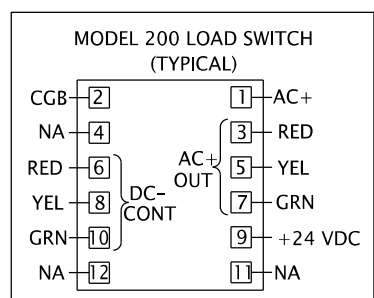 MODEL 200 LOAD SWITCH
(TYPICAL)
CGB 2 1 AC+
NA 4 3 RED
RED 6 AC+ 5 YEL
OUT
YEL 8 DC- 7 GRN
CONT
GRN 10 9 +24 VDC
NA 12 11 NA